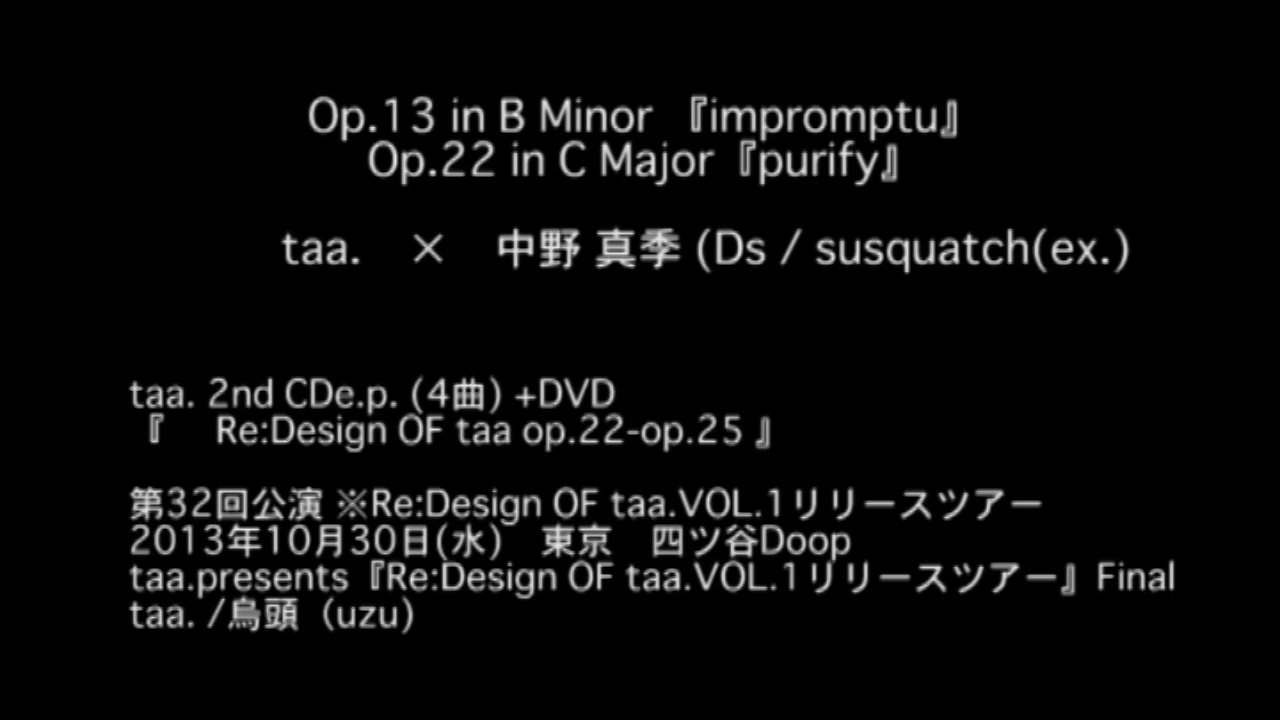 Op.13 in B Minor 『impromptu』
Op.22 in C Major『purify』
taa.　×　中野 真季 (Ds / susquatch(ex.)
taa. 2nd CDe.p. (4曲) +DVD
『　Re:Design OF taa op.22-op.25 』
第32回公演 ※Re:Design OF taa.VOL.1リリースツアー
2013年10月30日(水)　東京　四ツ谷Doop
taa.presents『Re:Design OF taa.VOL.1リリースツアー』Final
taa. /烏頭（uzu）